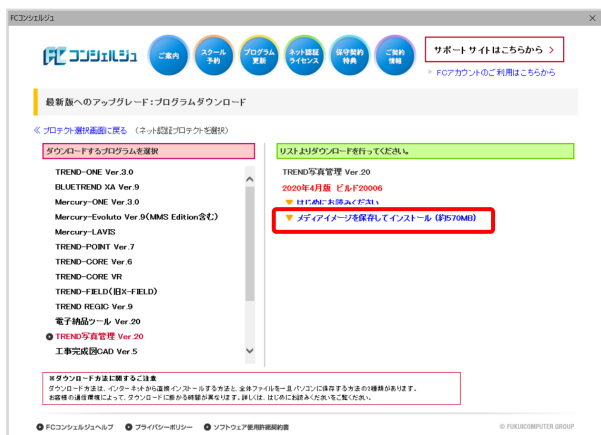 FCコンシェルジュ
×
FCコンシェルジュ
ご案内
スクール予約
プログラム更新
ネット認証ライセンス
保守契約特典
ご契約情報
サポートサイトはこちらから >
FCアカウントのご利用はこちらから
最新版へのアップグレード：プログラムダウンロード
≪ プロテクト選択画面に戻る （ネット認証プロテクトを選択）
ダウンロードするプログラムを選択
TREND-ONE Ver.3.0
BLUETREND XA Ver.9
Mercury-ONE Ver.3.0
Mercury-Evoluto Ver.9(MMS Edition含む)
Mercury-LAVIS
TREND-POINT Ver.7
TREND-CORE Ver.6
TREND-CORE VR
TREND-FIELD(旧X-FIELD)
TREND REGIC Ver.9
電子納品ツール Ver.20
TREND写真管理 Ver.20
工事完成図CAD Ver.5
リストよりダウンロードを行ってください。
TREND写真管理 Ver.20
2020年4月版 ビルド20006
▼ はじめにお読みください
▼ メディアイメージを保存してインストール (約570MB)
※ダウンロード方法に関するご注意
ダウンロード方法は、インターネットから直接インストールする方法と、全体ファイルを一旦パソコンに保存する方法の2種類があります。
お客様の通信環境によって、ダウンロードに掛かる時間が異なります。詳しくは、はじめにお読みくださいをご覧ください。
FCコンシェルジュヘルプ プライバシーポリシー ソフトウェア使用許諾契約書
© FUKUICOMPUTER GROUP